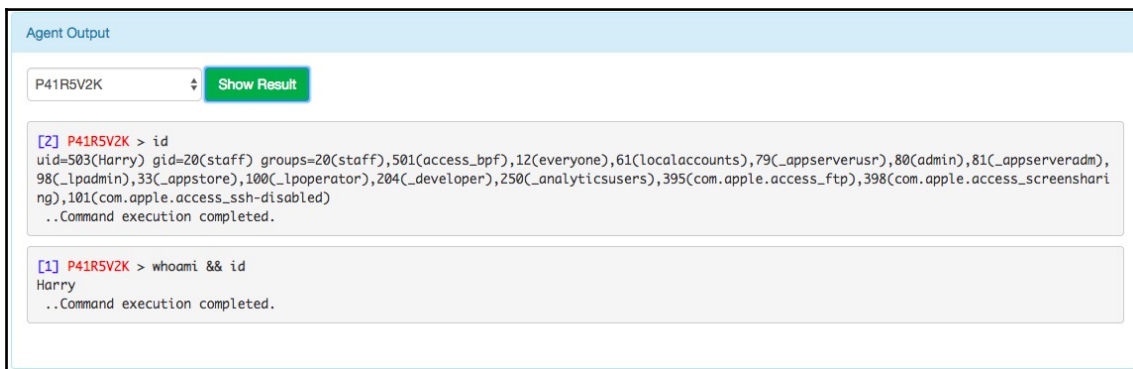 Agent Output
P41R5V2K Show Result
[2] P41R5V2K > id
uid=503(Harry) gid=20(staff) groups=20(staff),501(access_bpf),12(everyone),61(localaccounts),79(_appserverusr),80(admin),81(_appserveradm),
98(_lpadmin),33(_appstore),100(_lpoperator),204(_developer),250(_analyticsusers),395(com.apple.access_ftp),398(com.apple.access_screenshari
ng),101(com.apple.access_ssh-disabled)
..Command execution completed.
[1] P41R5V2K > whoami && id
Harry
..Command execution completed.